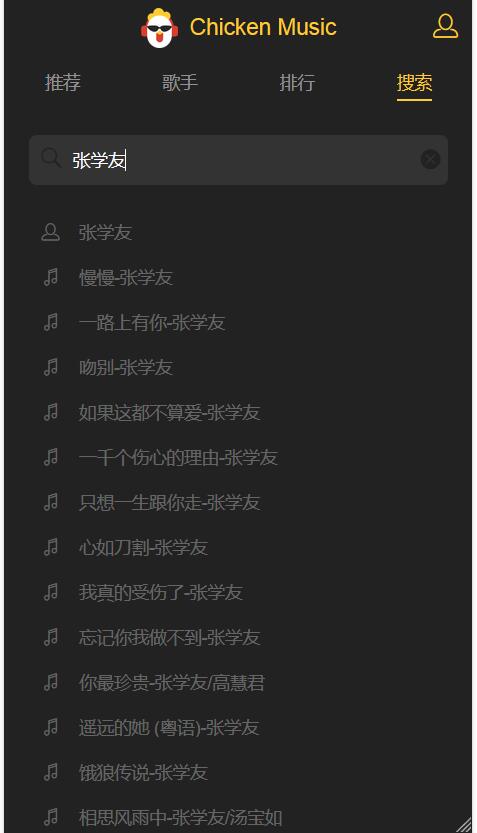 Chicken Music
推荐 歌手 排行 搜索
张学友
张学友
慢慢-张学友
一路上有你-张学友
吻别-张学友
如果这都不算爱-张学友
一千个伤心的理由-张学友
只想一生跟你走-张学友
心如刀割-张学友
我真的受伤了-张学友
忘记你我做不到-张学友
你最珍贵-张学友/高慧君
遥远的她 (粤语)-张学友
饿狼传说-张学友
相思风雨中-张学友/汤宝如